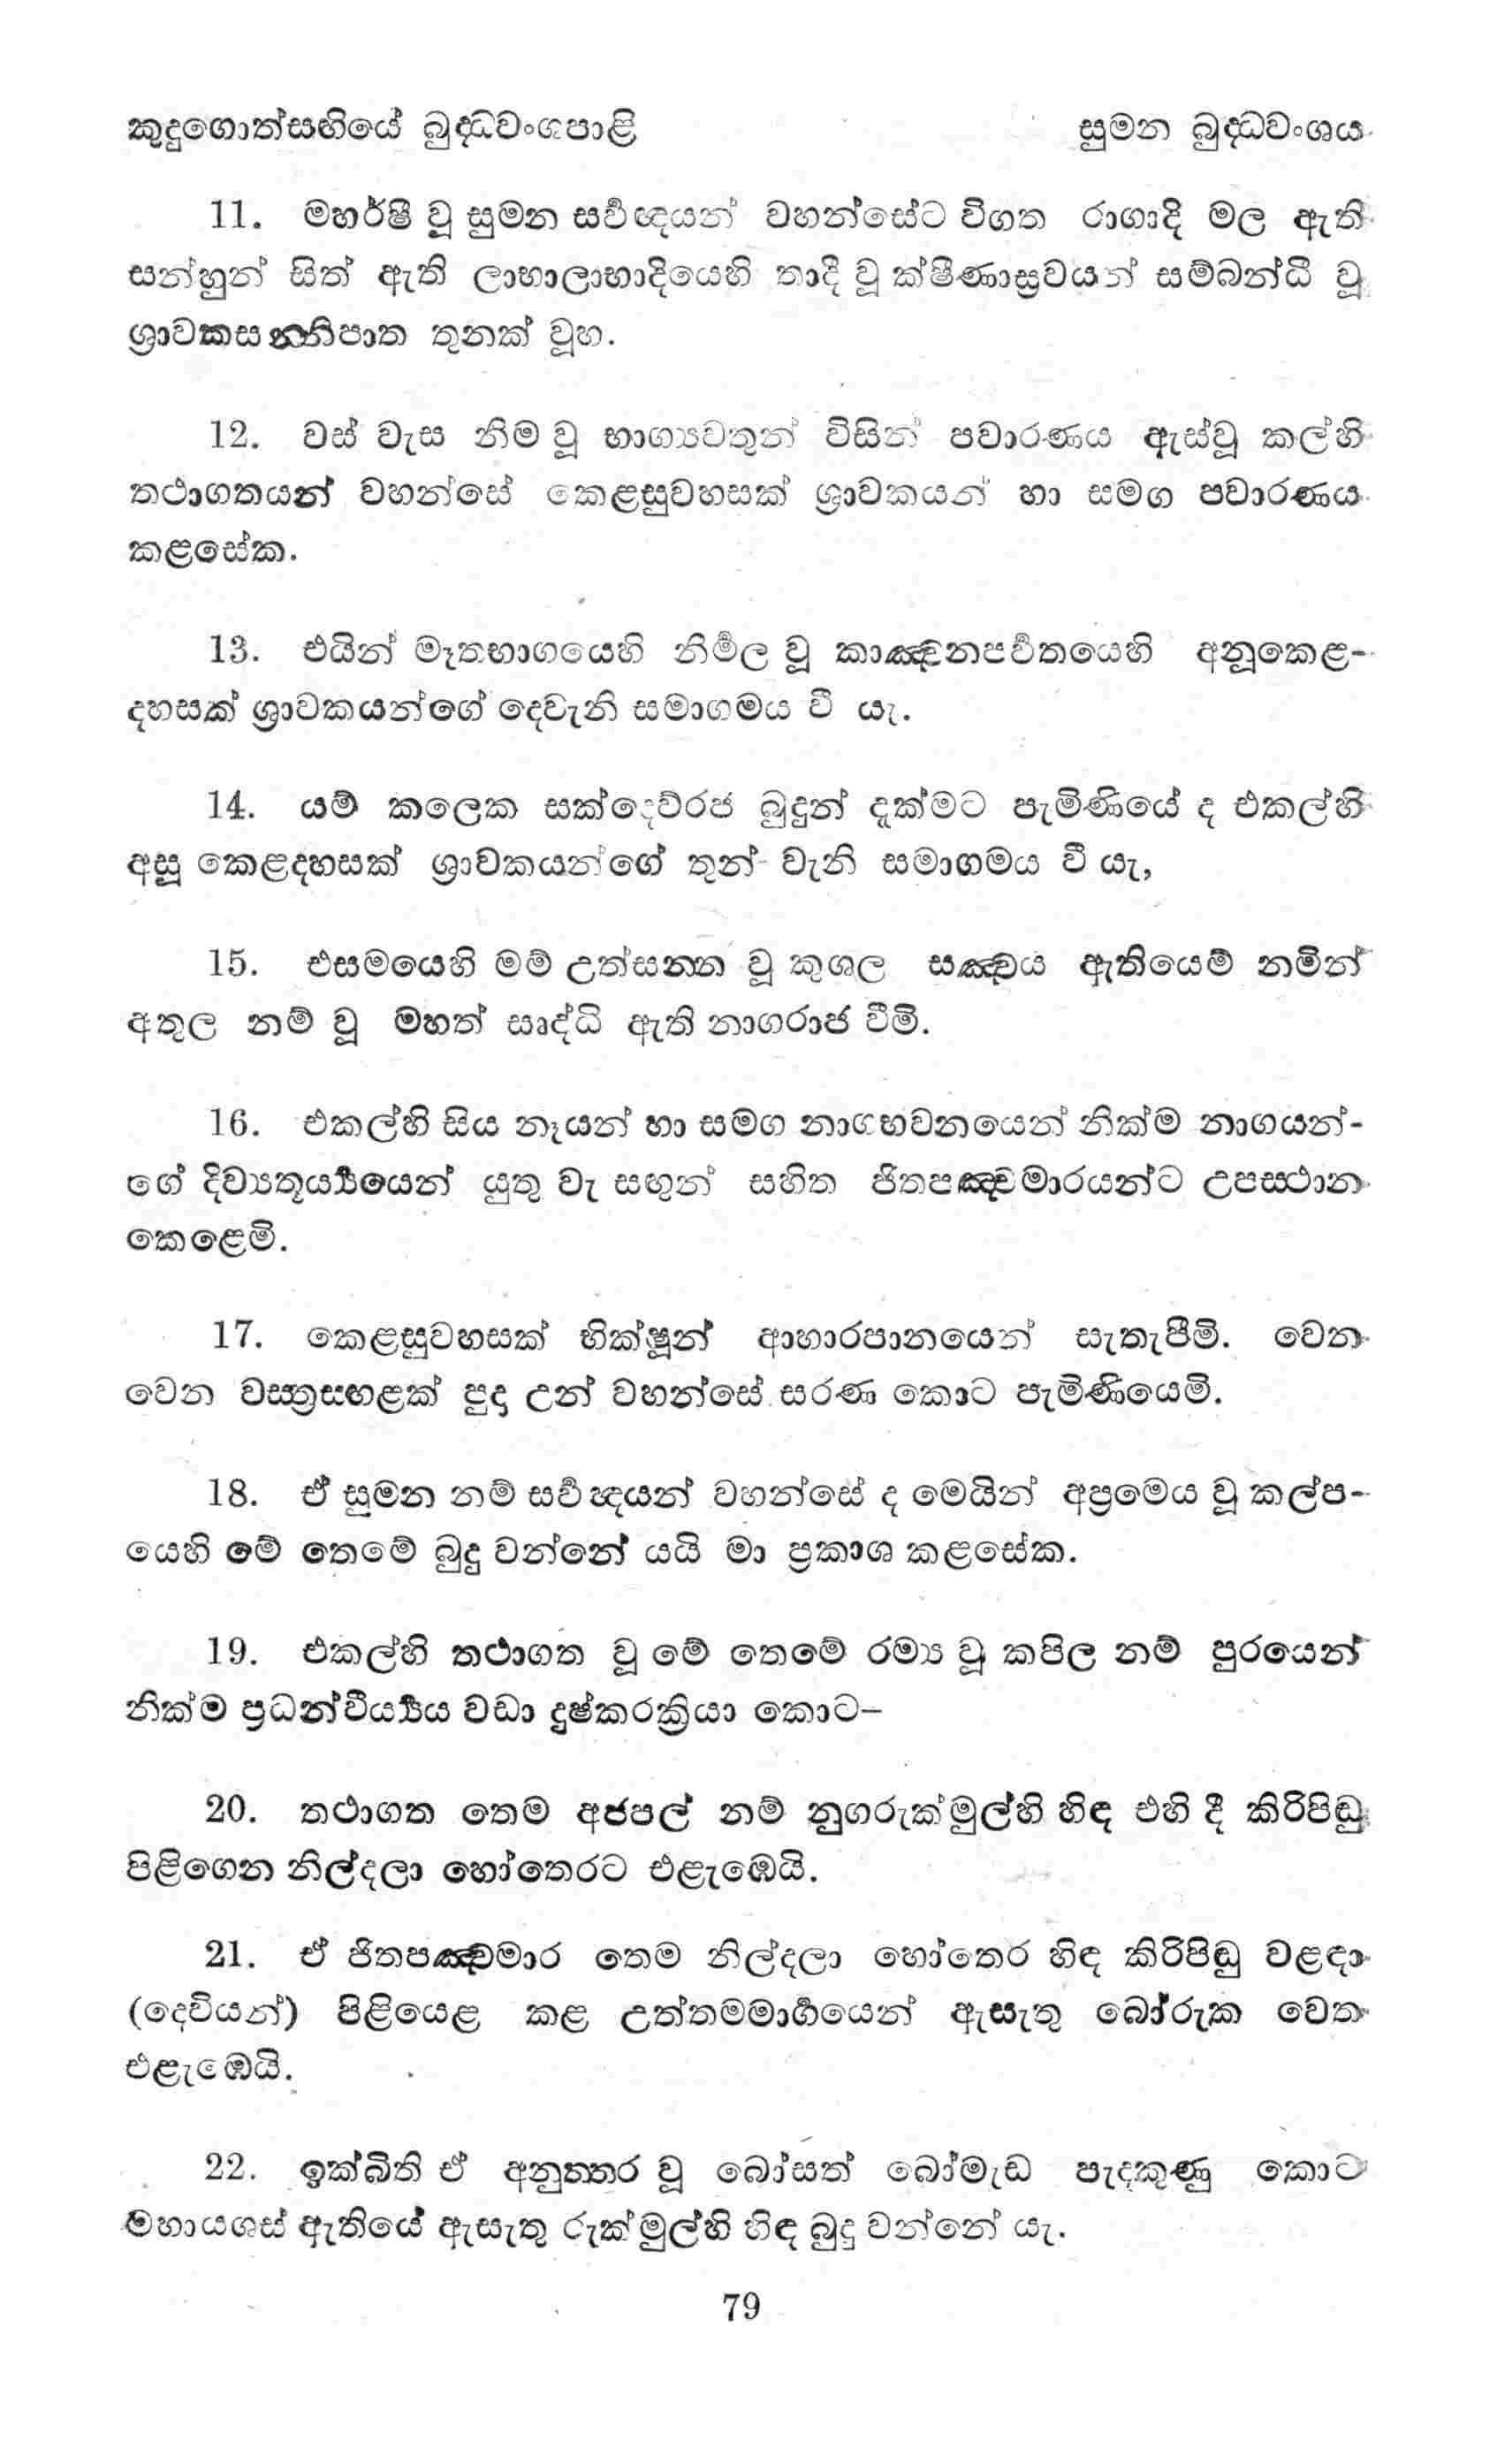 කුදුගොත්සඟියේ බුද්ධවංශපාළි සුමන බුද්ධවංශය
11. මහර්ෂී වූ සුමන සර්‍වඥයන් වහන්සේට විගත රාගාදි මල ඇති
සන්හුන් සිත් ඇති ලාභාලාභාදියෙහි තාදී වූ ක්ෂීණාස්‍රවයන් සම්බන්ධී වූ
ශ්‍රාවකසන්නිපාත තුනක් වූහ.
12. වස් වැස නිම වූ භාග්‍යවතුන් විසින් පවාරණය ඇස්වූ කල්හි
තථාගතයන් වහන්සේ කෙළසුවහසක් ශ්‍රාවකයන් හා සමග පවාරණය
කළසේක.
13. එයින් මෑතභාගයෙහි නිර්‍මල වූ කාඤ්චනපර්‍වතයෙහි අනූකෙළ-
දහසක් ශ්‍රාවකයන්ගේ දෙවැනි සමාගමය වී යැ.
14. යම් කලෙක සක්දෙව්රජ බුදුන් දක්මට පැමිණියේ ද එකල්හි
අසූ කෙළදහසක් ශ්‍රාවකයන්ගේ තුන් වැනි සමාගමය වී යැ,
15. එසමයෙහි මම් උත්සන්න වූ කුශල සඤ්චය ඇතියෙම් නමින්
අතුල නම් වූ මහත් සෘද්ධි ඇති නාගරාජ වීමි.
16. එකල්හි සිය නෑයන් හා සමග නාගභවනයෙන් නික්ම නාගයන්-
ගේ දිව්‍යතූර්‍ය්‍යයෙන් යුතු වැ සඟුන් සහිත ජිතපඤ්චමාරයන්ට උපස්ථාන
කෙළෙමි.
17. කෙළසුවහසක් භික්ෂූන් ආහාරපානයෙන් සැතැපීමි. වෙන
වෙන වස්ත්‍රසඟළක් පුදා උන් වහන්සේ සරණ කොට පැමිණියෙමි.
18. ඒ සුමන නම් සර්‍වඥයන් වහන්සේ ද මෙයින් අප්‍රමෙය වූ කල්ප-
යෙහි මේ තෙමේ බුදු වන්නේ යයි මා ප්‍රකාශ කළසේක.
19. එකල්හි තථාගත වූ මේ තෙමේ රම්‍ය වූ කපිල නම් පුරයෙන්
නික්ම ප්‍රධන්වීර්‍ය්‍යය වඩා දුෂ්කරක්‍රියා කොට–
20. තථාගත තෙම අජපල් නම් නුගරුක්මුල්හි හිඳ එහි දී කිරිපිඬු
පිළිගෙන නිල්දලා හෝතෙරට එළැඹෙයි.
21. ඒ ජිතපඤ්චමාර තෙම නිල්දලා හෝතෙර හිඳ කිරිපිඬු වළඳා
(දෙවියන්) පිළියෙළ කළ උත්තමමාර්‍ගයෙන් ඇසැතු බෝරුක වෙත
එළැඹෙයි.
22. ඉක්බිති ඒ අනුත්තර වූ බෝසත් බෝමැඩ පැදකුණු කොට
මහායශස් ඇතියේ ඇසැතු රුක්මුල්හි හිඳ බුදු වන්නේ යැ.
79